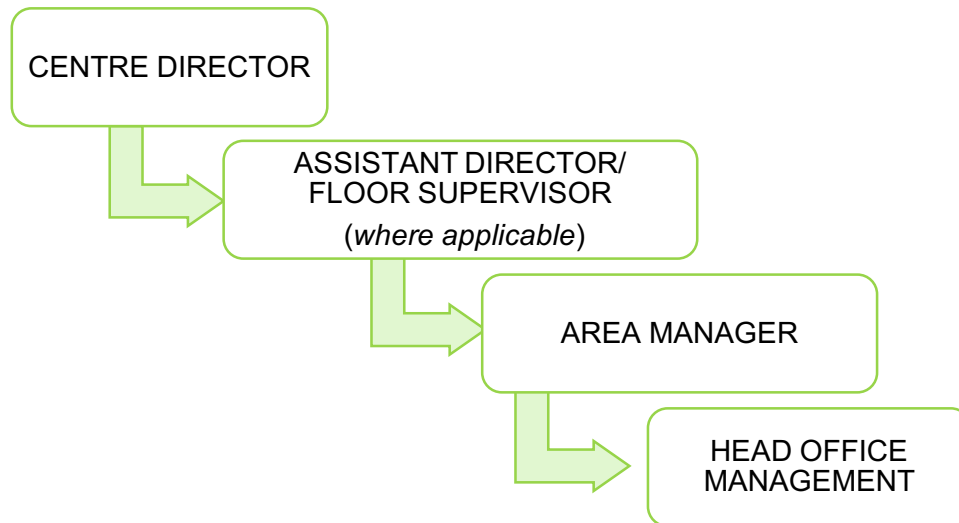 CENTRE DIRECTOR
ASSISTANT DIRECTOR/
FLOOR SUPERVISOR
(where applicable)
AREA MANAGER
HEAD OFFICE
MANAGEMENT